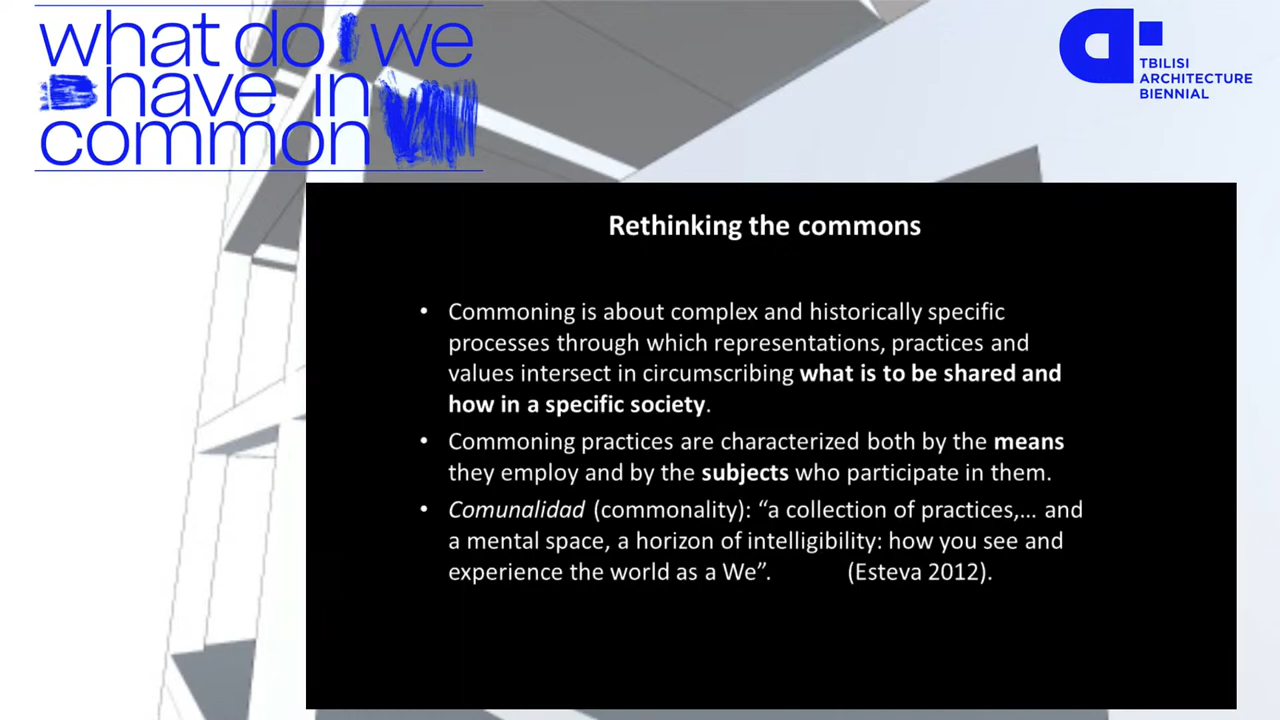 what do we
have in
common
TBILISI
ARCHITECTURE
BIENNIAL
Rethinking the commons
• Commoning is about complex and historically specific
processes through which representations, practices and
values intersect in circumscribing what is to be shared and
how in a specific society.
• Commoning practices are characterized both by the means
they employ and by the subjects who participate in them.
• Comunalidad (commonality): “a collection of practices,... and
a mental space, a horizon of intelligibility: how you see and
experience the world as a We”. (Esteva 2012).